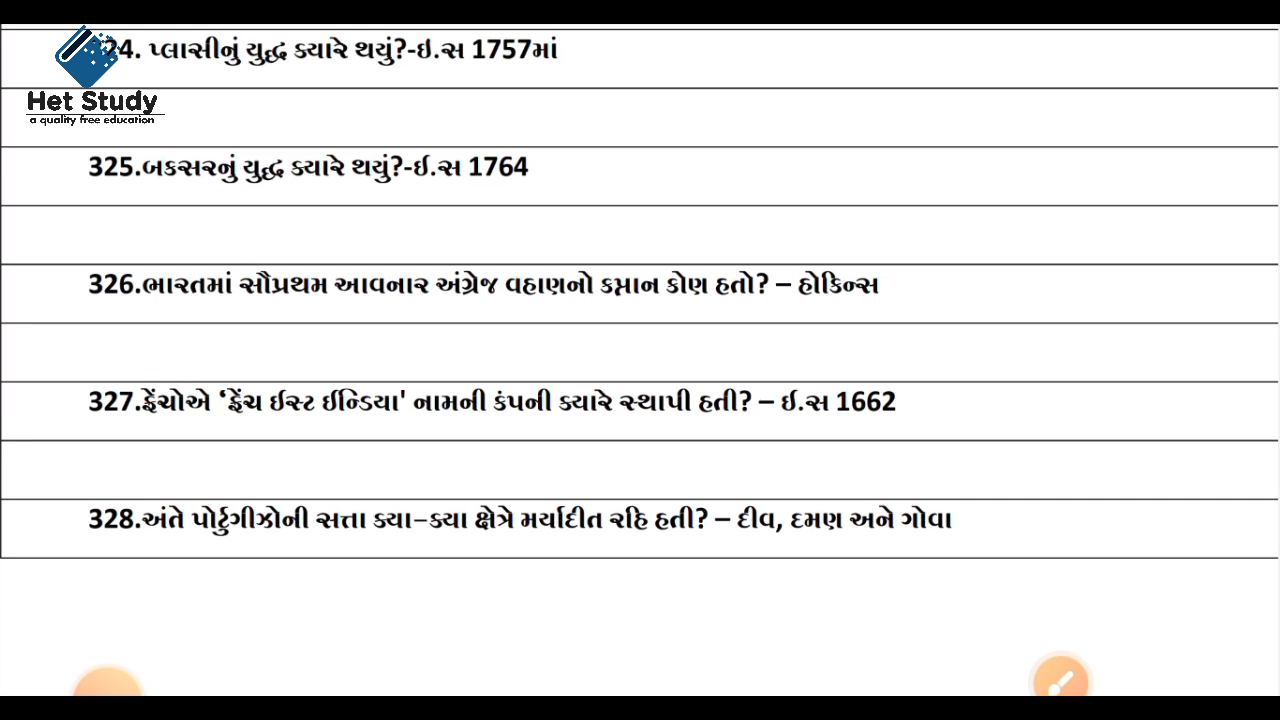 24. પ્લાસીનું યુદ્ધ ક્યારે થયું?-ઇ.સ 1757માં
Het Study
a quality free education
325.બકસરનું યુદ્ધ ક્યારે થયું?-ઈ.સ 1764
326.ભારતમાં સૌપ્રથમ આવનાર અંગ્રેજ વહાણનો કપ્તાન કોણ હતો? – હોકિન્સ
327.ફ્રેંચોએ ‘ફ્રેંચ ઈસ્ટ ઈન્ડિયા' નામની કંપની ક્યારે સ્થાપી હતી? – ઈ.સ 1662
328.અંતે પોર્ટુગીઝોની સત્તા ક્યા–ક્યા ક્ષેત્રે મર્યાદીત રહિ હતી? – દીવ, દમણ અને ગોવા